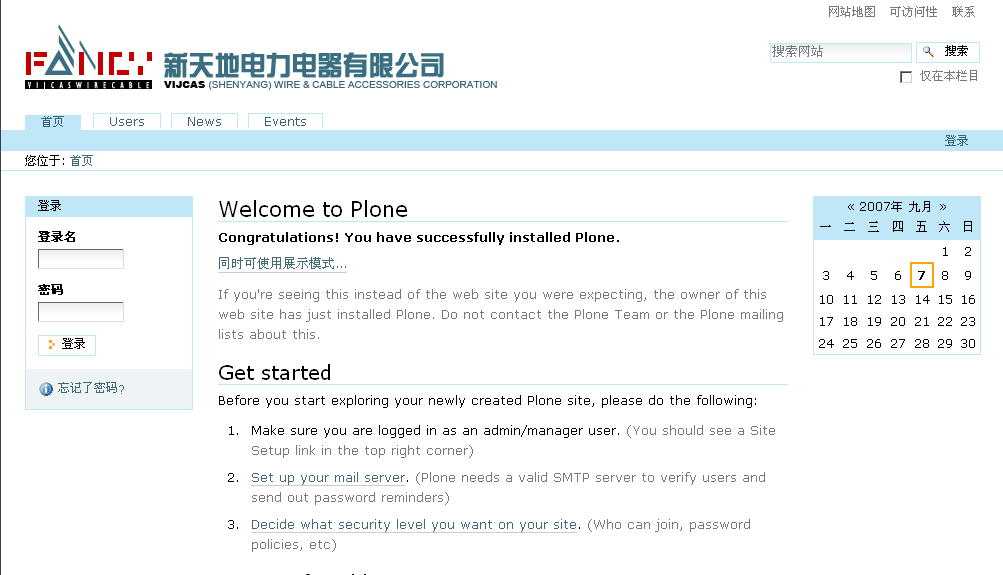 网站地图 可访问性 联系
FANCY
VIJCASWIRECABLE
新天地电力电器有限公司
VIJCAS (SHENYANG) WIRE & CABLE ACCESSORIES CORPORATION
搜索网站 搜索
仅在本栏目
首页 Users News Events
登录
您位于: 首页
登录
登录名
密码
登录
忘记了密码?
Welcome to Plone
Congratulations! You have successfully installed Plone.
同时可使用展示模式...
If you're seeing this instead of the web site you were expecting, the owner of this
web site has just installed Plone. Do not contact the Plone Team or the Plone mailing
lists about this.
Get started
Before you start exploring your newly created Plone site, please do the following:
1. Make sure you are logged in as an admin/manager user. (You should see a Site
Setup link in the top right corner)
2. Set up your mail server. (Plone needs a valid SMTP server to verify users and
send out password reminders)
3. Decide what security level you want on your site. (Who can join, password
policies, etc)
« 2007年 九月 »
一 二 三 四 五 六 日
1 2
3 4 5 6 7 8 9
10 11 12 13 14 15 16
17 18 19 20 21 22 23
24 25 26 27 28 29 30